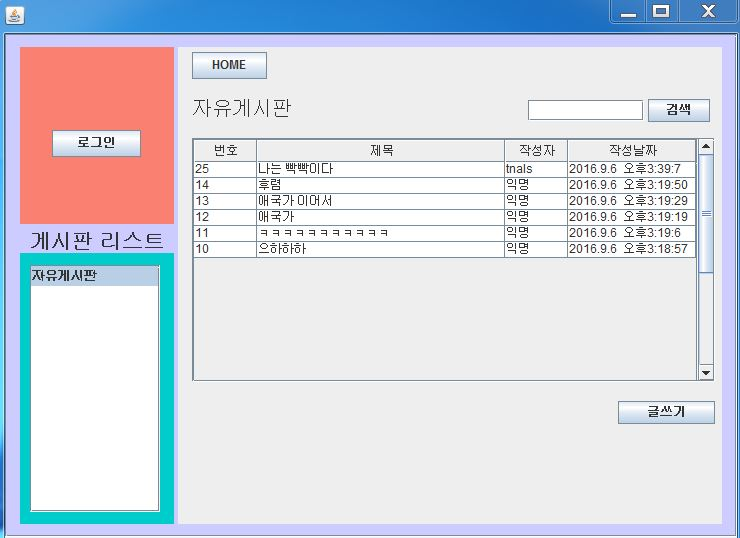 HOME
자유게시판
검색
로그인
번호 제목 작성자 작성날짜
25 나는 빡빡이다 tnals 2016.9.6 오후3:39:7
14 후렴 익명 2016.9.6 오후3:19:50
13 애국가 이어서 익명 2016.9.6 오후3:19:29
12 애국가 익명 2016.9.6 오후3:19:19
11 ㅋㅋㅋㅋㅋㅋㅋㅋㅋㅋㅋ 익명 2016.9.6 오후3:19:6
10 으하하하 익명 2016.9.6 오후3:18:57
게시판 리스트
자유게시판
글쓰기